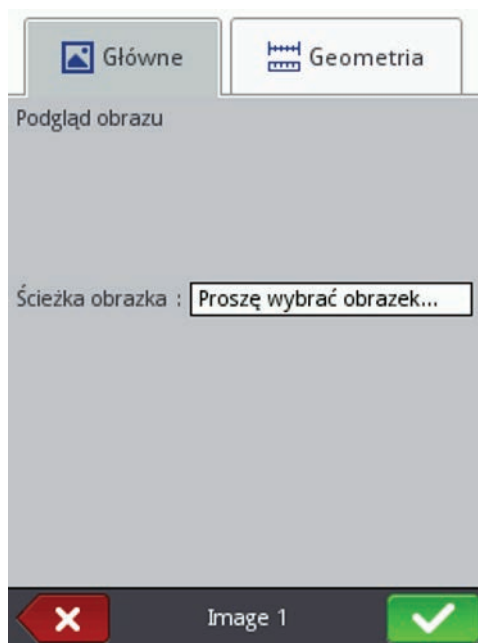 Główne
Geometria
Podgląd obrazu
Ścieżka obrazka : Proszę wybrać obrazek...
Image 1